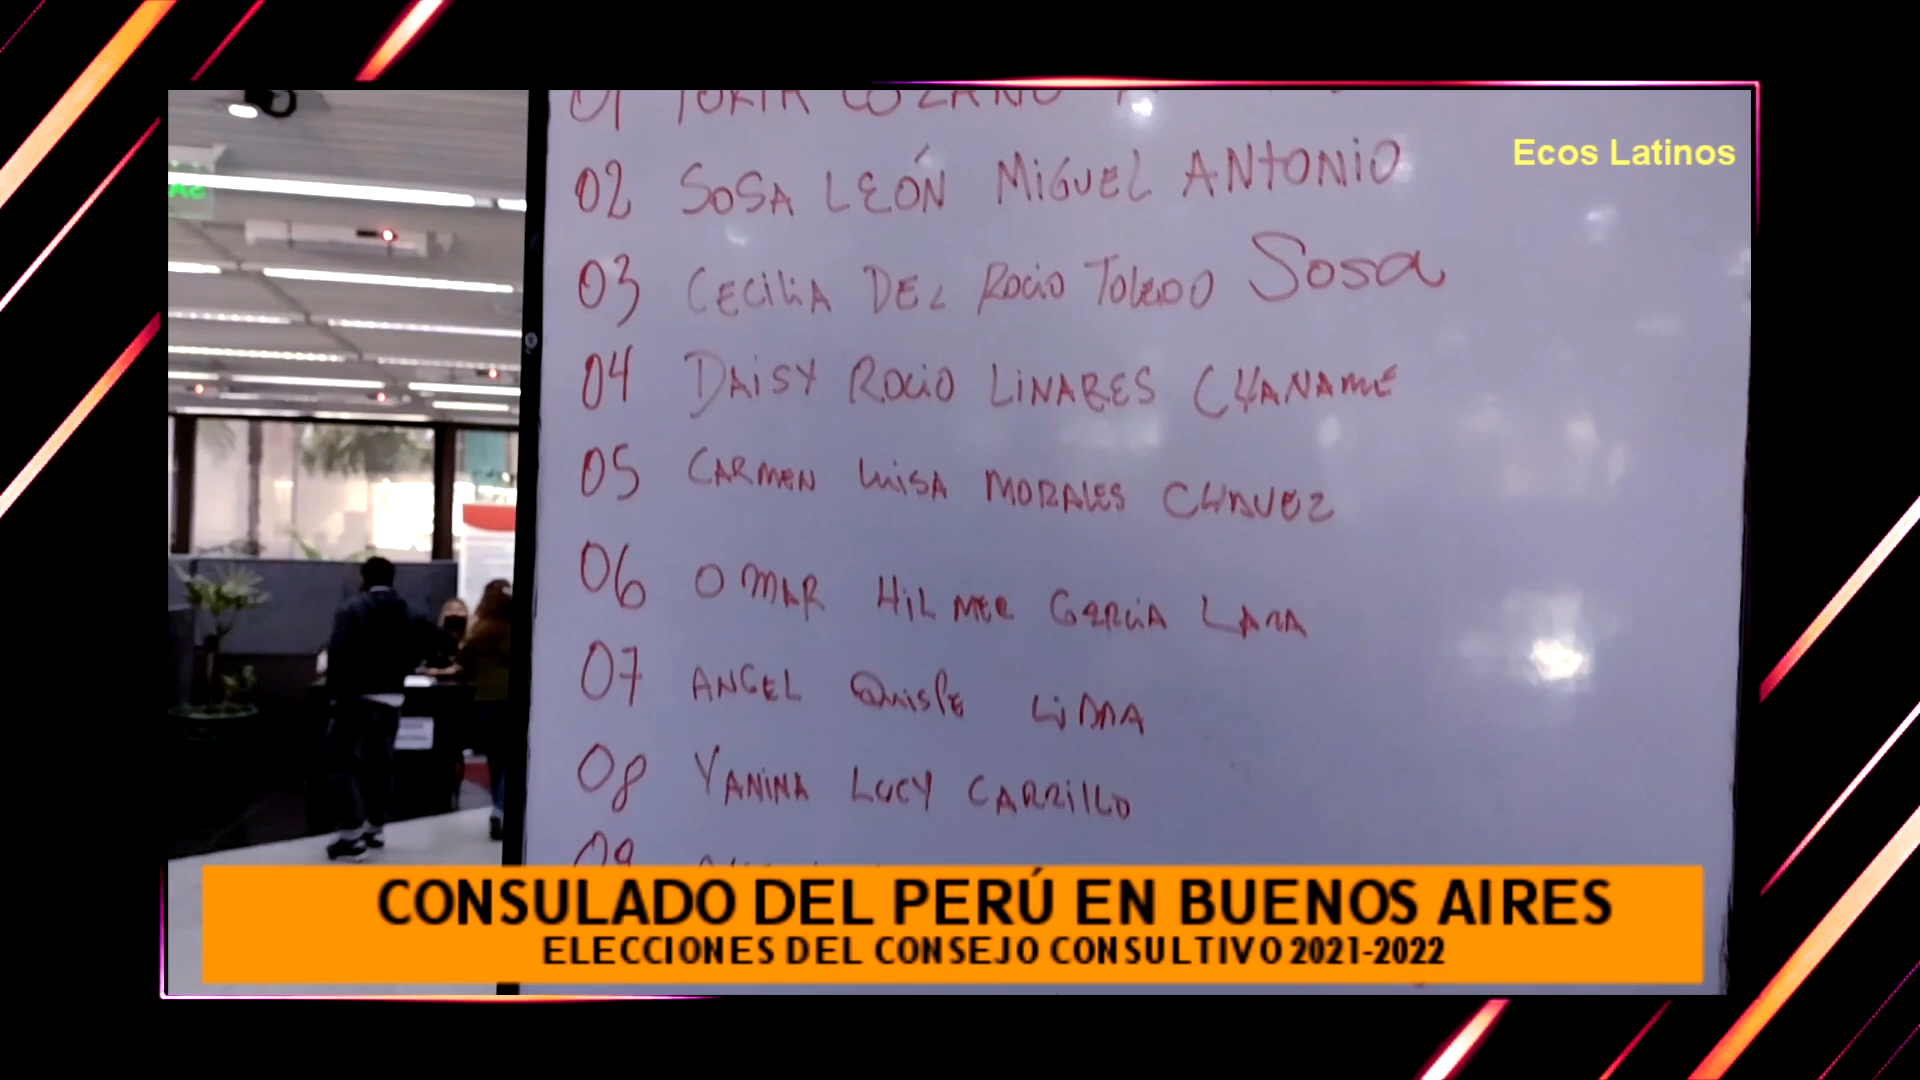 01
Ecos Latinos
02 SOSA LEÓN MIGUEL ANTONIO
03 CECILIA DEL ROCIO TOLEDO Sosa
04 DAISY ROCIO LINARES CHANAME
05 CARMEN LUISA MORALES CHAVEZ
06 OMAR HILMER GARCIA LARA
07 ANGEL QUISPE LIMA
08 YANINA LUCY CARRILLO
09
CONSULADO DEL PERÚ EN BUENOS AIRES
ELECCIONES DEL CONSEJO CONSULTIVO 2021-2022